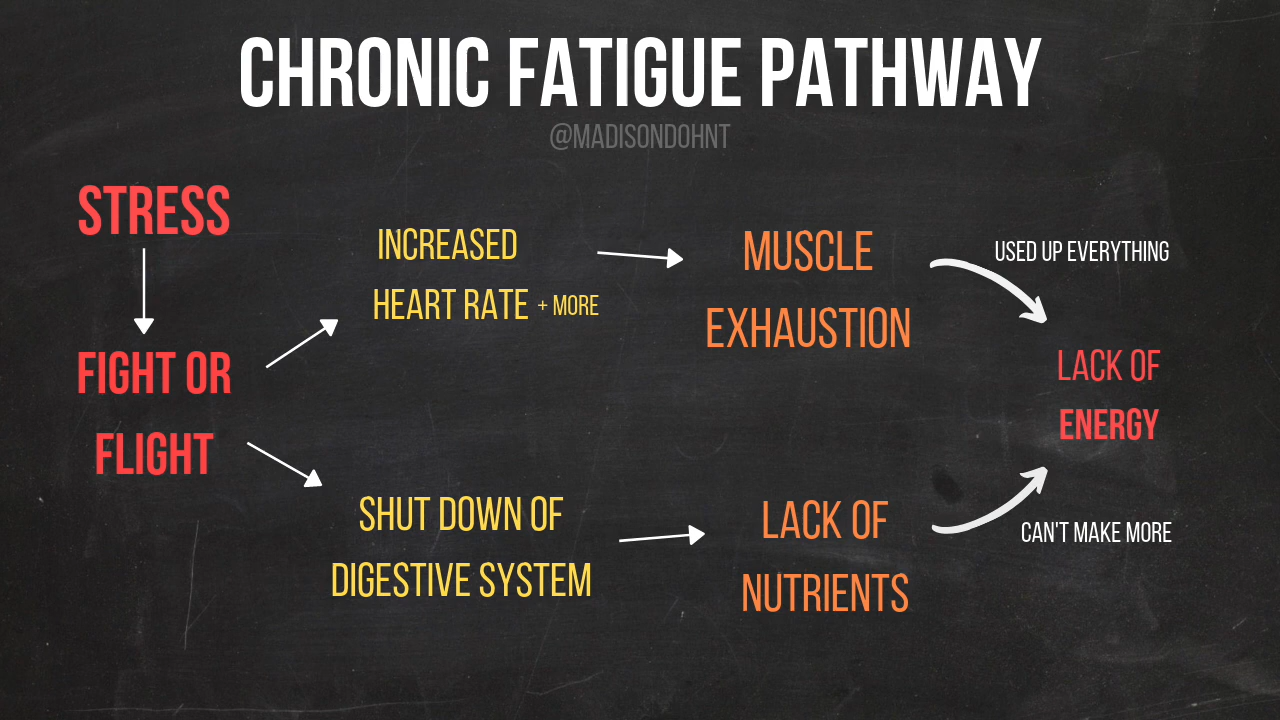 CHRONIC FATIGUE PATHWAY
@MADISONDOHNT
STRESS
FIGHT OR
FLIGHT
INCREASED
HEART RATE + MORE
MUSCLE
EXHAUSTION
USED UP EVERYTHING
LACK OF
ENERGY
SHUT DOWN OF
DIGESTIVE SYSTEM
LACK OF
NUTRIENTS
CAN'T MAKE MORE